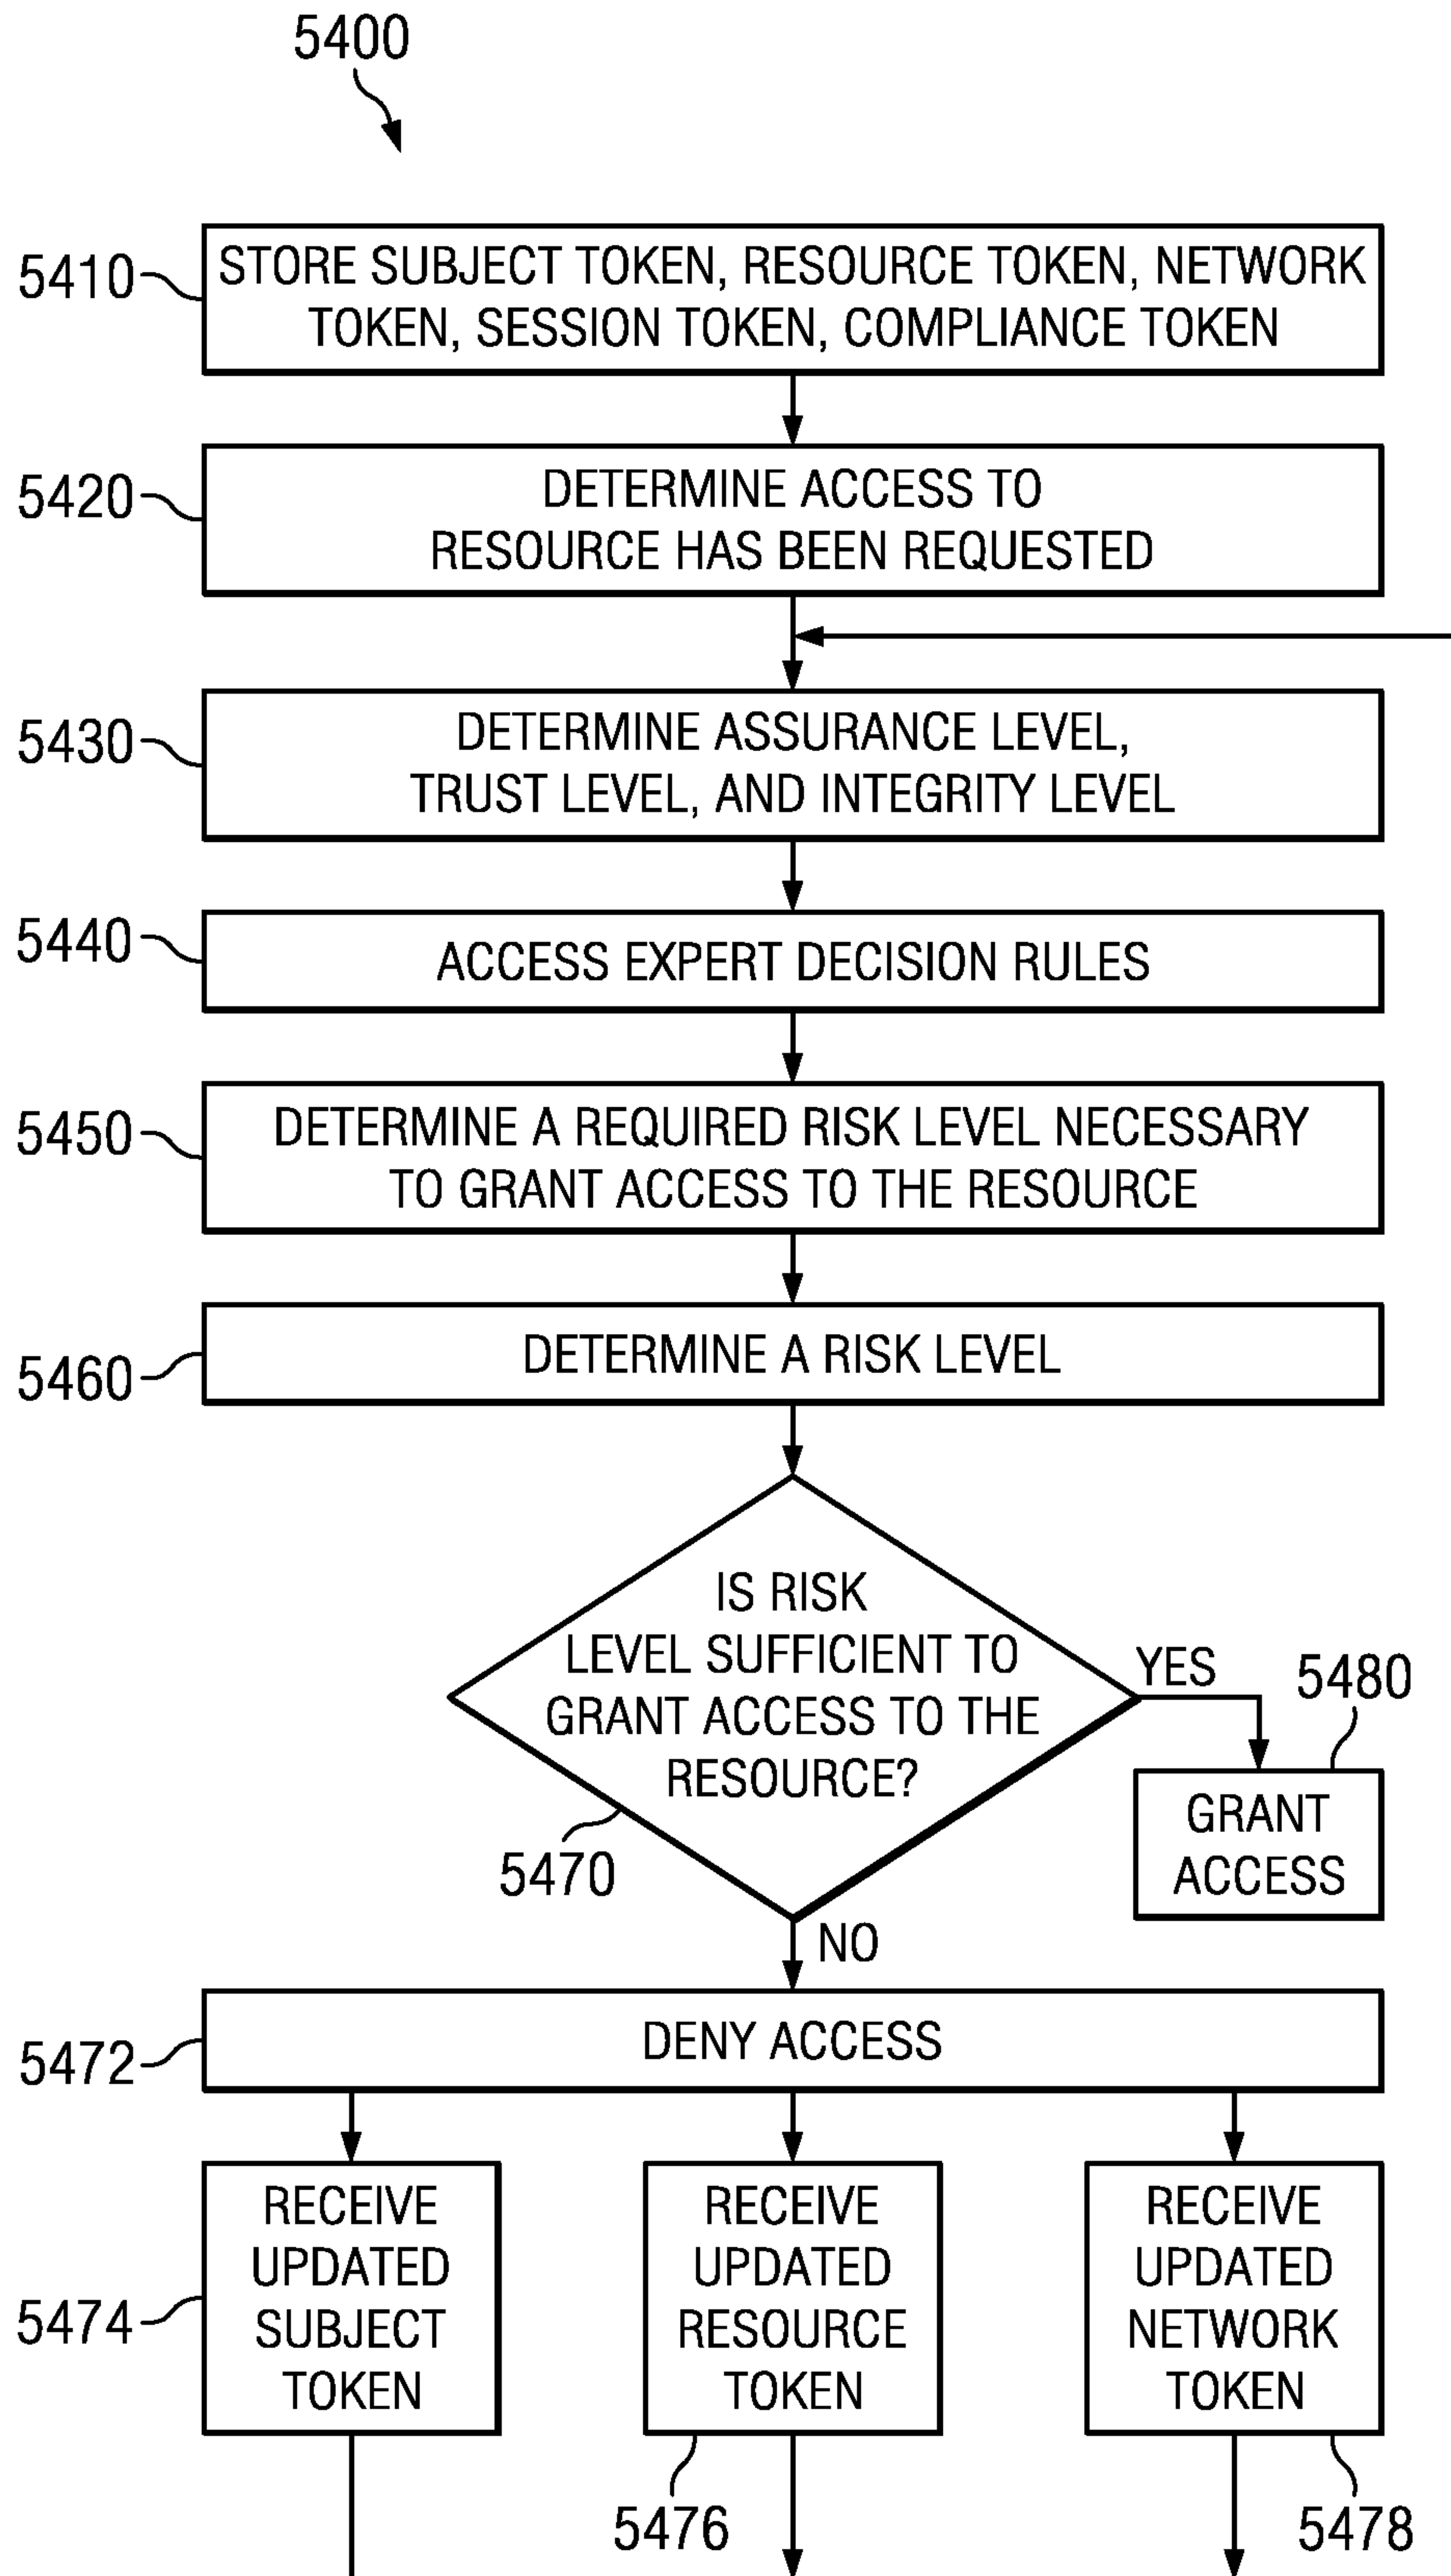 5400
5410
STORE SUBJECT TOKEN, RESOURCE TOKEN, NETWORK
TOKEN, SESSION TOKEN, COMPLIANCE TOKEN
5420
DETERMINE ACCESS TO
RESOURCE HAS BEEN REQUESTED
5430
DETERMINE ASSURANCE LEVEL,
TRUST LEVEL, AND INTEGRITY LEVEL
5440
ACCESS EXPERT DECISION RULES
5450
DETERMINE A REQUIRED RISK LEVEL NECESSARY
TO GRANT ACCESS TO THE RESOURCE
5460
DETERMINE A RISK LEVEL
IS RISK
LEVEL SUFFICIENT TO
GRANT ACCESS TO THE
RESOURCE?
5470
YES
5480
GRANT
ACCESS
NO
5472
DENY ACCESS
5474
RECEIVE
UPDATED
SUBJECT
TOKEN
RECEIVE
UPDATED
RESOURCE
TOKEN
5476
RECEIVE
UPDATED
NETWORK
TOKEN
5478